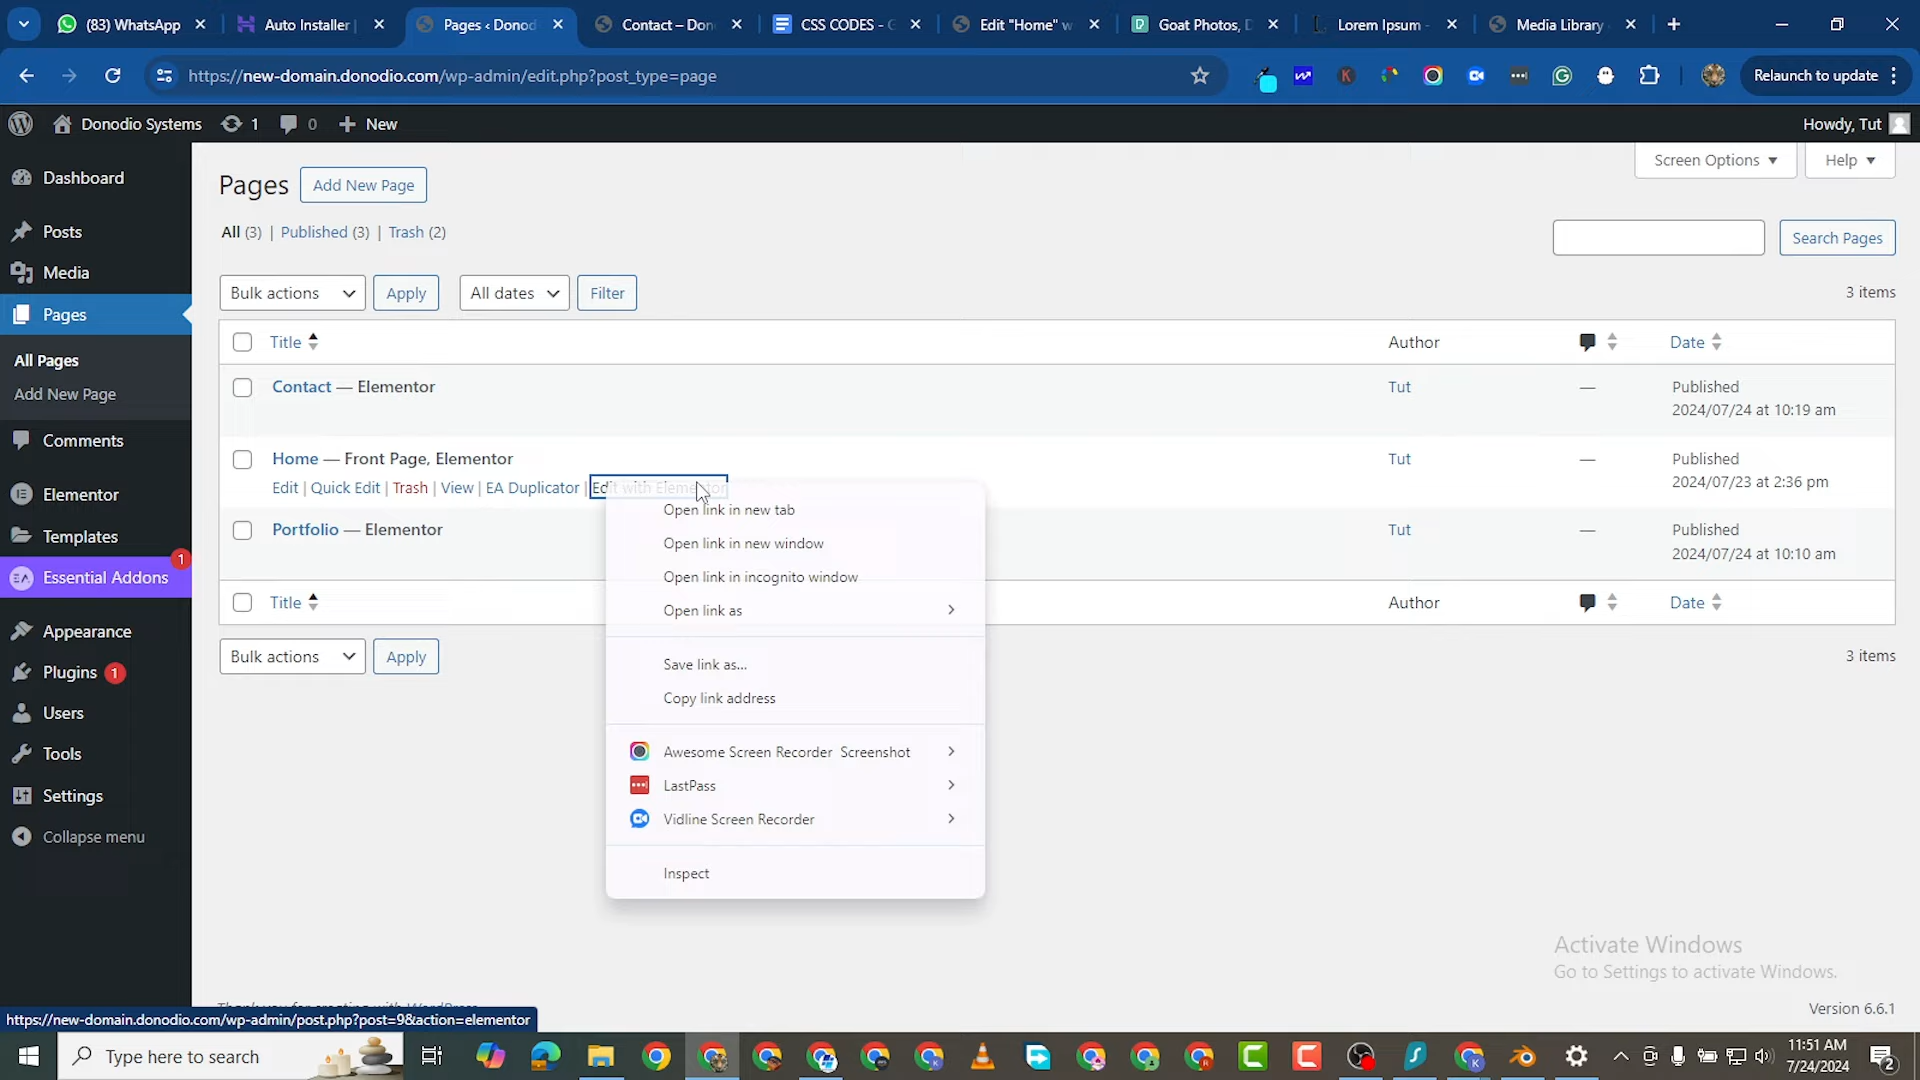 (83) WhatsApp
Auto Installer
Pages ‹ Donod
Contact – Don
CSS CODES - G
Edit "Home" w
Goat Photos, D
Lorem Ipsum -
Media Library
https://new-domain.donodio.com/wp-admin/edit.php?post_type=page
Relaunch to update
Donodio Systems
1
0
New
Howdy, Tut
Dashboard
Posts
Media
Pages
All Pages
Add New Page
Comments
Elementor
Templates
Essential Addons
1
Appearance
Plugins 1
Users
Tools
Settings
Collapse menu
Screen Options
Help
Pages
Add New Page
All (3) | Published (3) | Trash (2)
Search Pages
Bulk actions
Apply
All dates
Filter
3 items
Title
Author
Date
Contact — Elementor
Tut
—
Published
2024/07/24 at 10:19 am
Home — Front Page, Elementor
Edit | Quick Edit | Trash | View | EA Duplicator | Edit with Elementor
Tut
—
Published
2024/07/23 at 2:36 pm
Portfolio — Elementor
Tut
—
Published
2024/07/24 at 10:10 am
Title
Author
Date
Bulk actions
Apply
3 items
Open link in new tab
Open link in new window
Open link in incognito window
Open link as
Save link as...
Copy link address
Awesome Screen Recorder Screenshot
LastPass
Vidline Screen Recorder
Inspect
Activate Windows
Go to Settings to activate Windows.
Version 6.6.1
https://new-domain.donodio.com/wp-admin/post.php?post=9&action=elementor
Type here to search
11:51 AM
7/24/2024
2